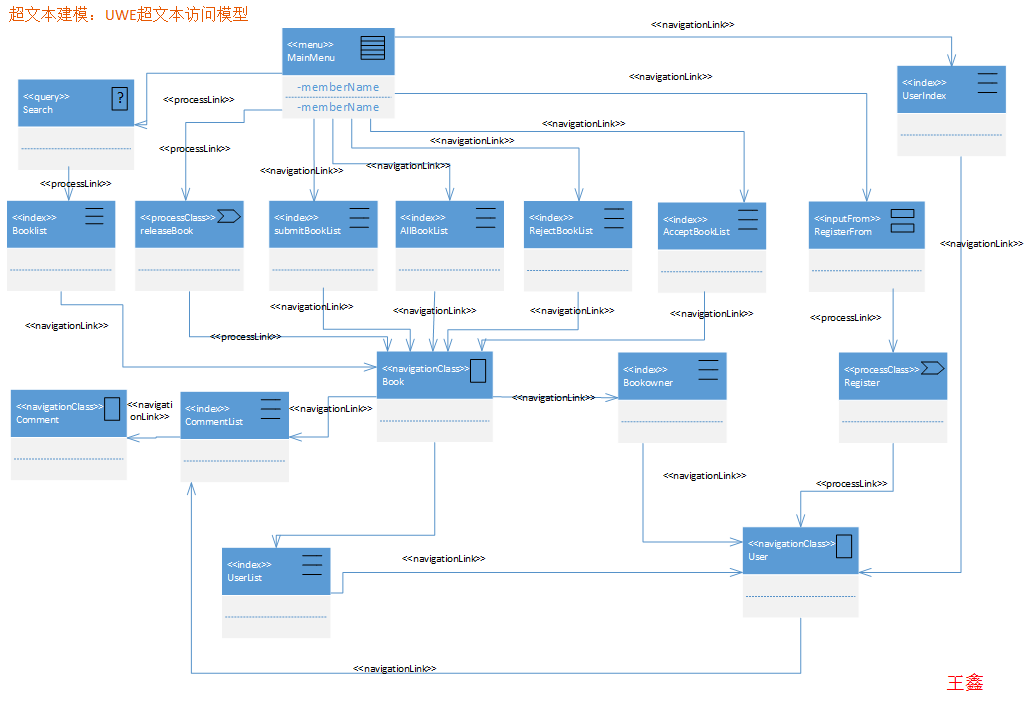 超文本建模：UWE超文本访问模型
<<navigationLink>>
<<menu>>
MainMenu
-memberName
-memberName
<<navigationLink>>
<<index>>
UserIndex
<<query>>
?
Search
<<processLink>>
<<navigationLink>>
<<navigationLink>>
<<processLink>>
<<navigationLink>>
<<navigationLink>>
<<processLink>>
<<index>>
Booklist
<<processClass>>
releaseBook
<<index>>
submitBookList
<<index>>
AllBookList
<<index>>
RejectBookList
<<index>>
AcceptBookList
<<inputFrom>>
RegisterFrom
<<navigationLink>>
<<navigationLink>>
<<navigationLink>>
<<navigationLink>>
<<navigationLink>>
<<processLink>>
<<navigationLink>>
<<processLink>>
<<navigationClass>>
Book
<<index>>
Bookowner
<<processClass>>
Register
<<navigationClass>>
Comment
<<navigati
onLink>>
<<index>>
CommentList
<<navigationLink>>
<<navigationLink>>
<<navigationLink>>
<<processLink>>
<<navigationClass>>
User
<<index>>
UserList
<<navigationLink>>
<<navigationLink>>
王鑫